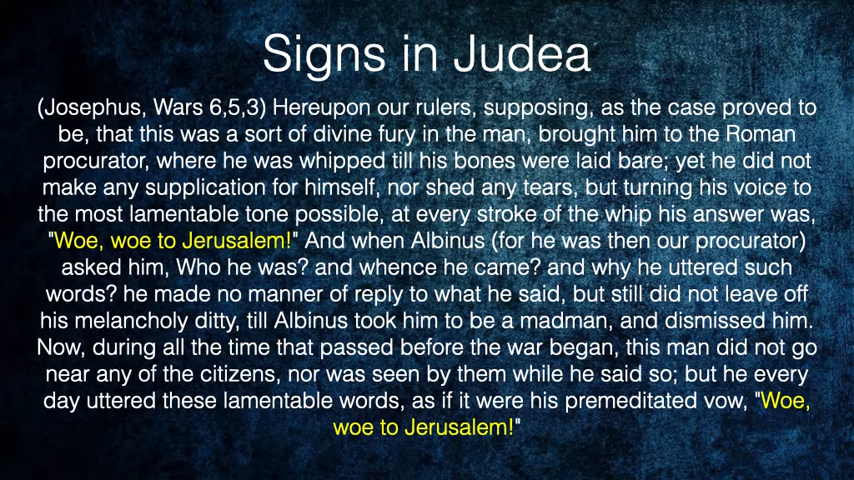 Signs in Judea
(Josephus, Wars 6,5,3) Hereupon our rulers, supposing, as the case proved to
be, that this was a sort of divine fury in the man, brought him to the Roman
procurator, where he was whipped till his bones were laid bare; yet he did not
make any supplication for himself, nor shed any tears, but turning his voice to
the most lamentable tone possible, at every stroke of the whip his answer was,
"Woe, woe to Jerusalem!" And when Albinus (for he was then our procurator)
asked him, Who he was? and whence he came? and why he uttered such
words? he made no manner of reply to what he said, but still did not leave off
his melancholy ditty, till Albinus took him to be a madman, and dismissed him.
Now, during all the time that passed before the war began, this man did not go
near any of the citizens, nor was seen by them while he said so; but he every
day uttered these lamentable words, as if it were his premeditated vow, "Woe,
woe to Jerusalem!"